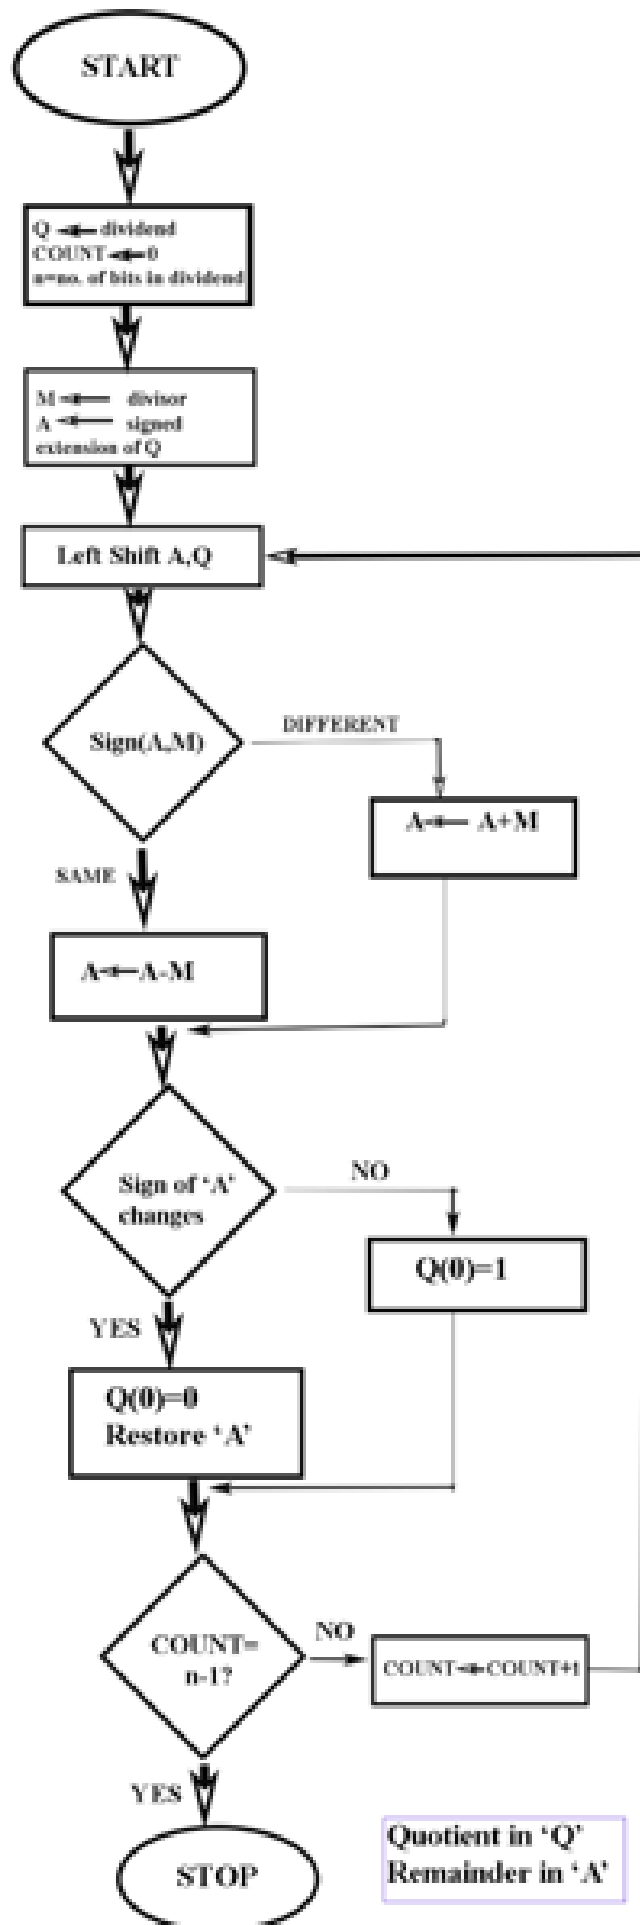 START
Q ← dividend
COUNT ← 0
n=no. of bits in dividend
M ← divisor
A ← signed
extension of Q
Left Shift A,Q
Sign(A,M)
DIFFERENT
A ← A+M
SAME
A ← A-M
Sign of ‘A’
changes
NO
Q(0)=1
YES
Q(0)=0
Restore ‘A’
COUNT=
n-1?
NO
COUNT ← COUNT+1
YES
STOP
Quotient in ‘Q’
Remainder in ‘A’